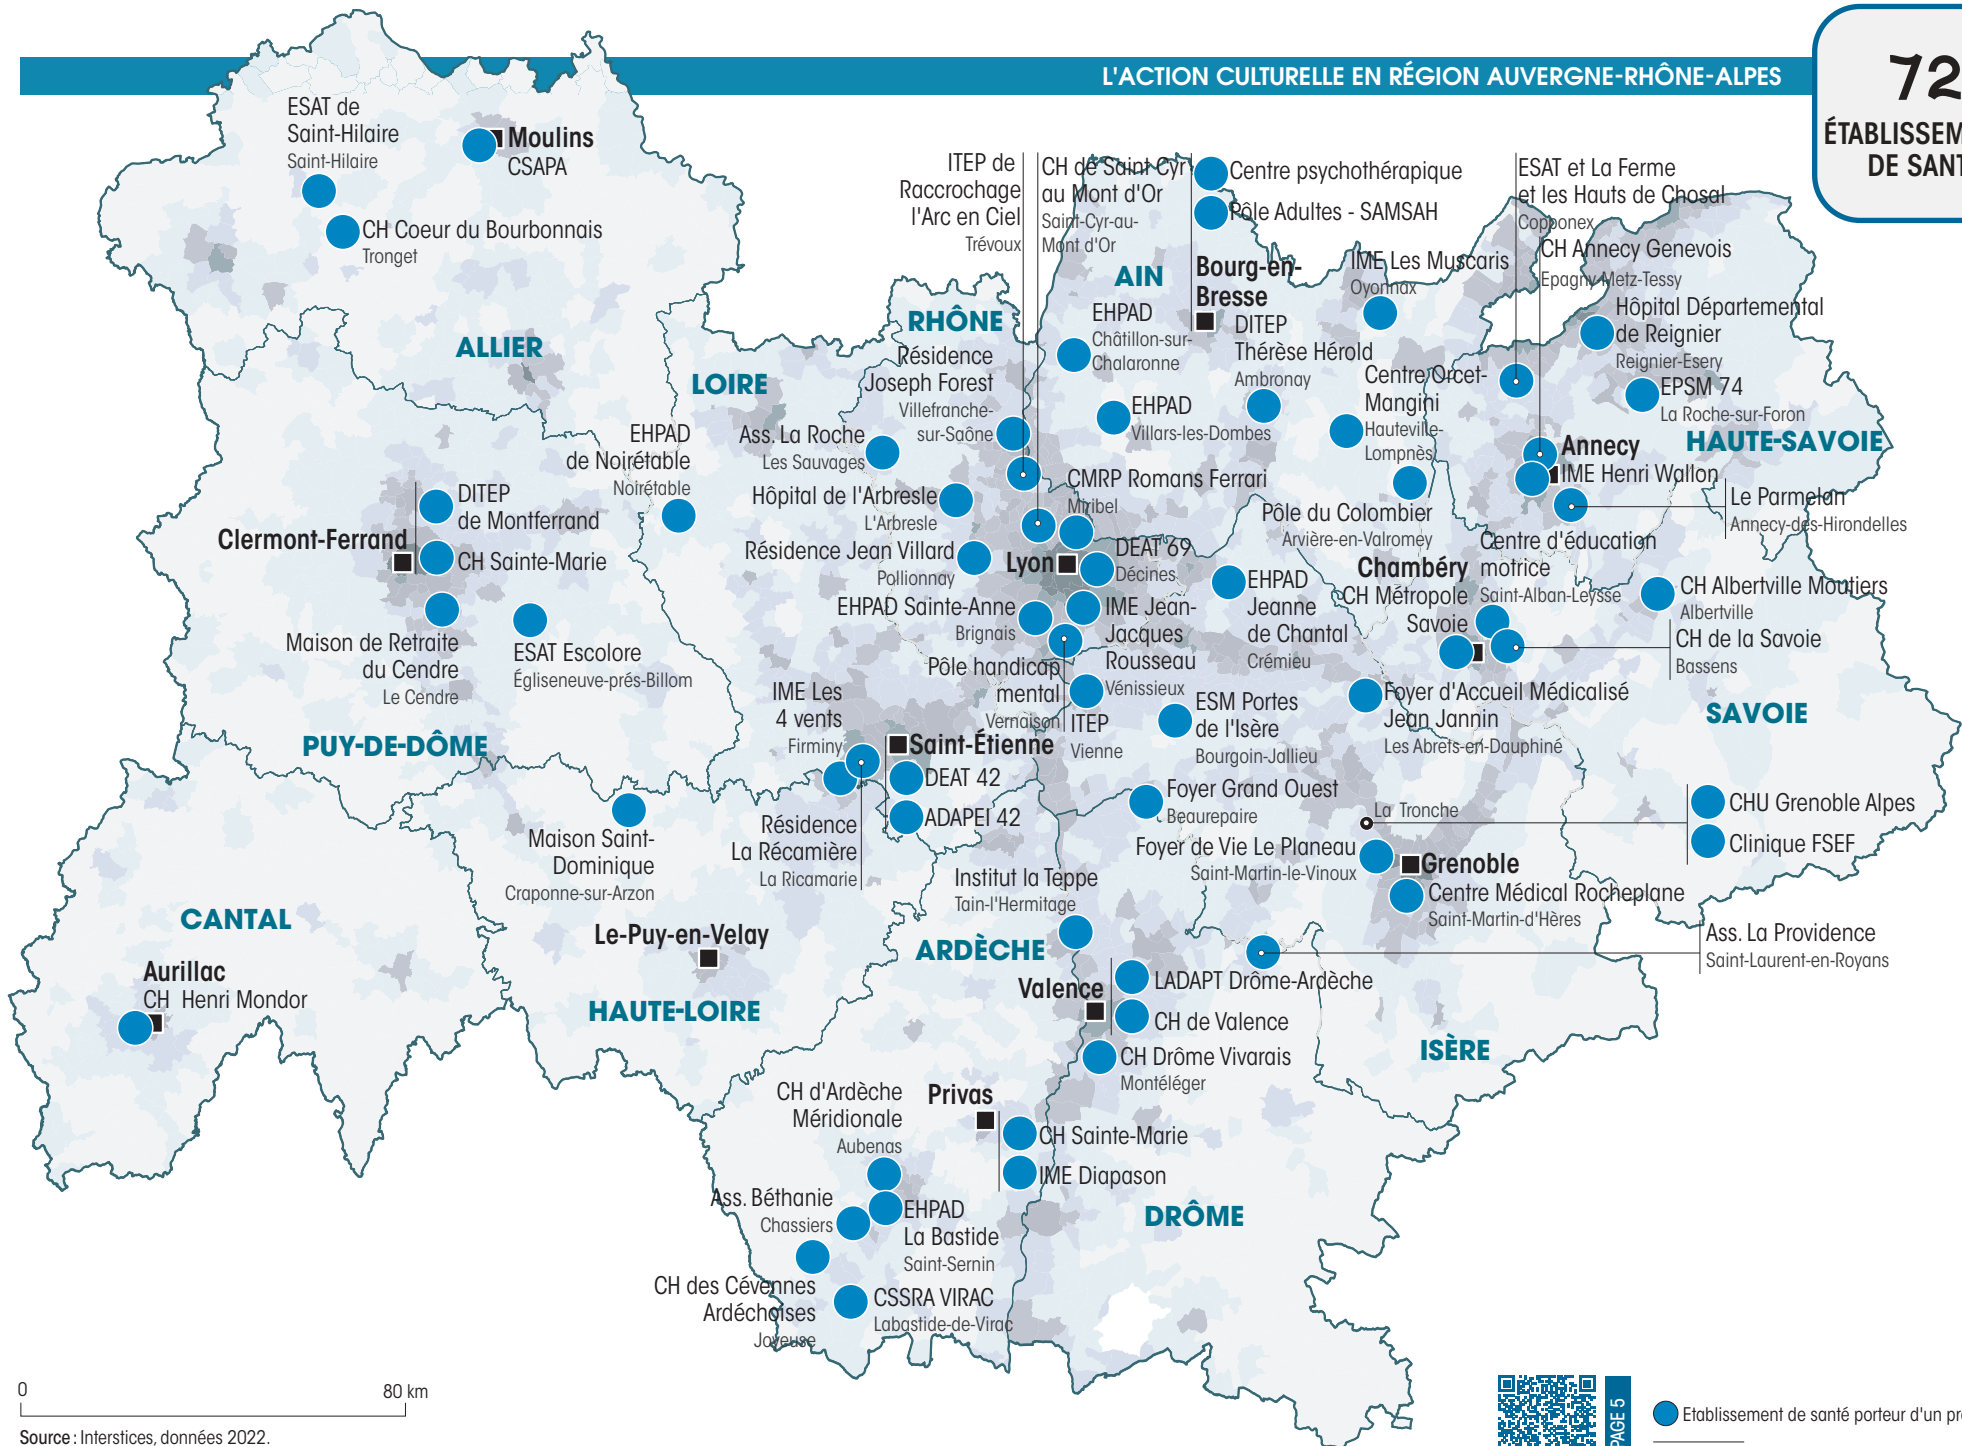 L'ACTION CULTURELLE EN RÉGION AUVERGNE-RHÔNE-ALPES
72
DE
ESAT de
Saint-Hilaire
Saint-Hilaire
Moulins
CSAPA
CH Coeur du Bourbonnais
Tronget
ALLIER
ITEP de
Raccrochage
l'Arc en Ciel
Trévoux
CH de Saint Cyr
au Mont d'Or
Saint-Cyr-au-
Mont d'Or
Centre psychothérapique
Pôle Adultes - SAMSAH
AIN
Bourg-en-
Bresse
DITEP
Thérèse Hérold
Ambronay
IME Les Muscaris
Oyonnax
ESAT et La Ferme
et les Hauts de Chosal
Copponex
CH Annecy Genevois
Epagny-Metz-Tessy
Hôpital Départemental
de Reignier
Reignier-Esery
EPSM 74
La Roche-sur-Foron
HAUTE-SAVOIE
RHÔNE
Résidence
Joseph Forest
Villefranche-
sur-Saône
EHPAD
Châtillon-sur-
Chalaronne
EHPAD
Villars-les-Dombes
Centre Orcet-
Mangini
Hauteville-
Lompnès
Annecy
IME Henri Wallon
Le Parmelan
Annecy-des-Hirondelles
LOIRE
EHPAD
de Noirétable
Noirétable
Ass. La Roche
Les Sauvages
Hôpital de l'Arbresle
L'Arbresle
CMRP Romans Ferrari
Miribel
Pôle du Colombier
Arvière-en-Valromey
Centre d'éducation
motrice
Saint-Alban-Leysse
Clermont-Ferrand
DITEP
de Montferrand
CH Sainte-Marie
Maison de Retraite
du Cendre
Le Cendre
ESAT Escolore
Égliseneuve-prés-Billom
PUY-DE-DÔME
Résidence Jean Villard
Pollionnay
Lyon
DEAT 69
Décines
EHPAD Sainte-Anne
Brignais
IME Jean-
Jacques
Rousseau
Vénissieux
EHPAD
Jeanne
de Chantal
Crémieu
Chambéry
CH Métropole
Savoie
CH Albertville Moutiers
Albertville
CH de la Savoie
Bassens
SAVOIE
Pôle handicap
mental
Vernaison
ITEP
Vienne
ESM Portes
de l'Isère
Bourgoin-Jallieu
Foyer d'Accueil Médicalisé
Jean Jannin
Les Abrets-en-Dauphiné
IME Les
4 vents
Firminy
Saint-Étienne
DEAT 42
ADAPEI 42
Résidence
La Récamière
La Ricamarie
Foyer Grand Ouest
Beaurepaire
La Tronche
CHU Grenoble Alpes
Clinique FSEF
Foyer de Vie Le Planeau
Saint-Martin-le-Vinoux
Grenoble
Centre Médical Rocheplane
Saint-Martin-d'Hères
Maison Saint-
Dominique
Craponne-sur-Arzon
Le-Puy-en-Velay
HAUTE-LOIRE
CANTAL
Aurillac
CH Henri Mondor
Institut la Teppe
Tain-l'Hermitage
ARDÈCHE
Valence
LADAPT Drôme-Ardèche
CH de Valence
CH Drôme Vivarais
Montéléger
Ass. La Providence
Saint-Laurent-en-Royans
ISÈRE
CH d'Ardèche
Méridionale
Aubenas
Privas
CH Sainte-Marie
IME Diapason
Ass. Béthanie
Chassiers
EHPAD
La Bastide
Saint-Sernin
DRÔME
CH des Cévennes
Ardéchoises
Joyeuse
CSSRA VIRAC
Labastide-de-Virac
0 80 km
Source : Interstices, données 2022.
PAGE 5
Etablissement de santé porteur d'un